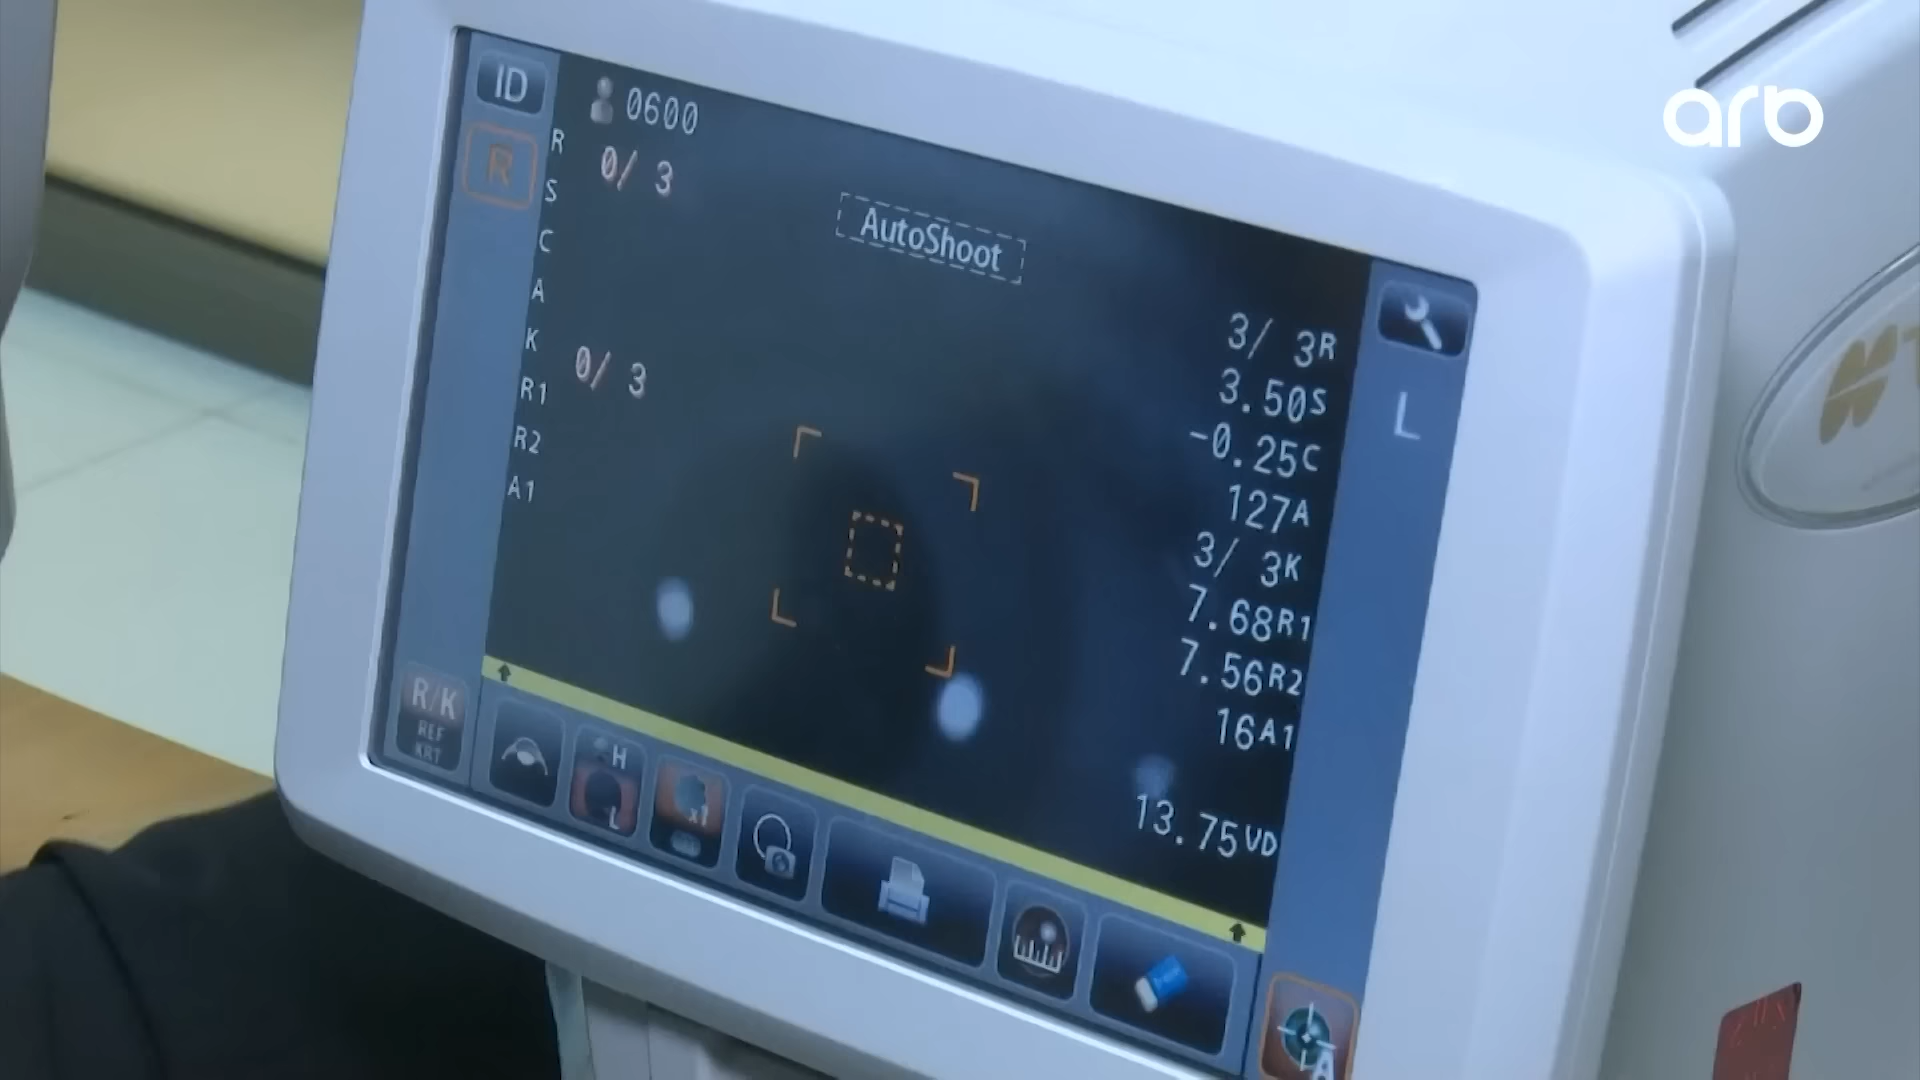 arb
ID
0600
R
R
0/ 3
S
AutoShoot
C
A
K
0/ 3
R1
R2
A1
3/ 3R
3.50S
-0.25C
127A
3/ 3K
7.68R1
7.56R2
16A1
13.75VD
L
R/K
REF
KRT
H
L
x1
A